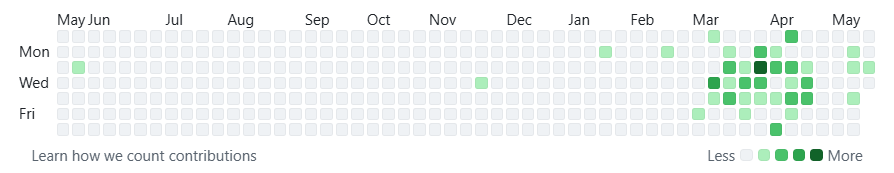 May Jun Jul Aug Sep Oct Nov Dec Jan Feb Mar Apr May
Mon
Wed
Fri
Learn how we count contributions Less More